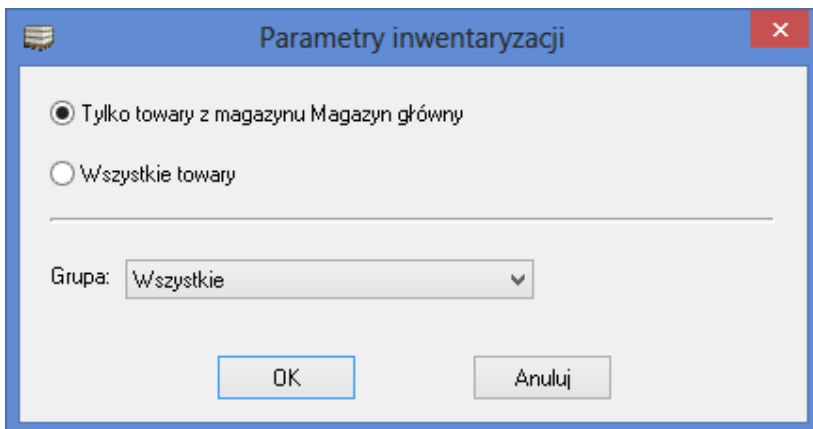 Parametry inwentaryzacji
Tylko towary z magazynu Magazyn główny
Wszystkie towary
Grupa: Wszystkie
OK Anuluj